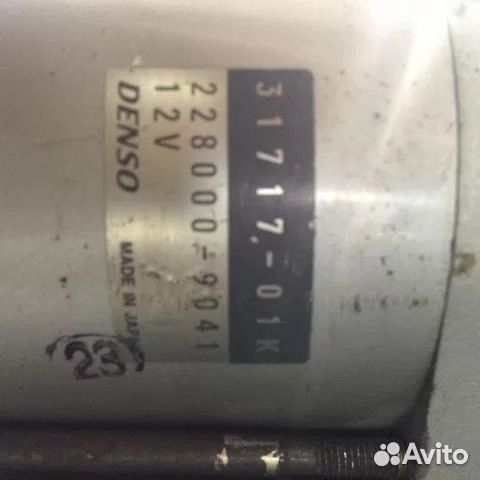 31717-01K
228000-9041
12V
DENSO MADE IN JAPAN
23
Avito